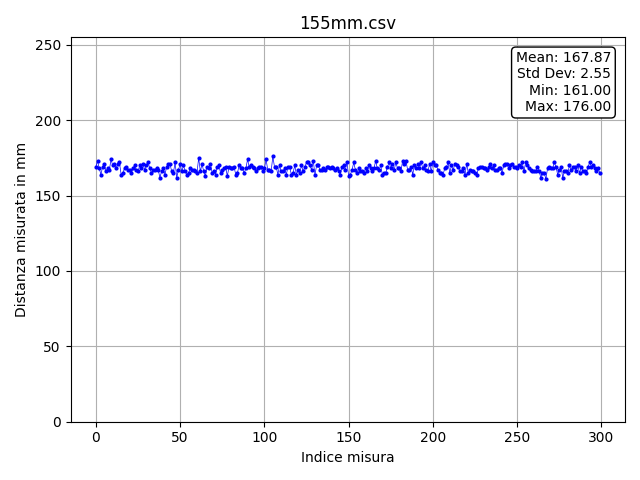 155mm.csv
Mean: 167.87
Std Dev: 2.55
Min: 161.00
Max: 176.00
Distanza misurata in mm
250
200
150
100
50
0
0 50 100 150 200 250 300
Indice misura